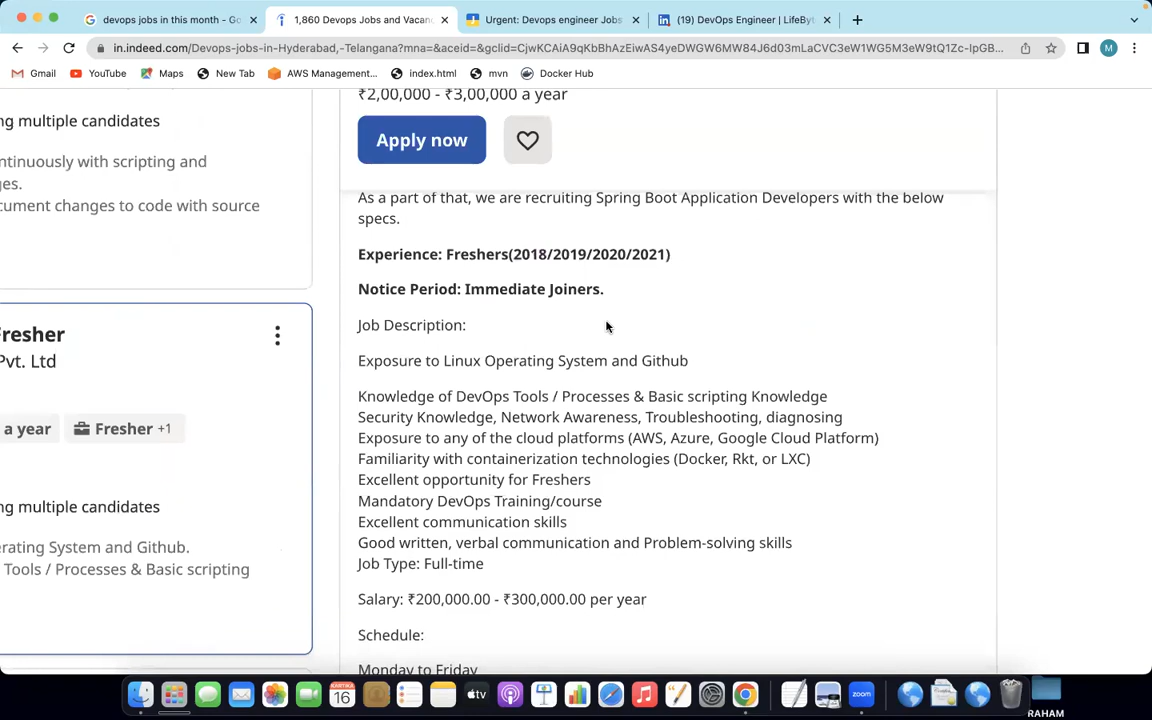 devops jobs in this month - Go
1,860 Devops Jobs and Vacan
Urgent: Devops engineer Jobs
(19) DevOps Engineer | LifeByt
in.indeed.com/Devops-jobs-in-Hyderabad,-Telangana?mna=&aceid=&gclid=CjwKCAiA9qKbBhAzEiwAS4yeDWGW6MW84J6d03mLaCVC3eW1WG5M3eW9tQ1Zc-IpGB...
M
Gmail
YouTube
Maps
New Tab
AWS Management...
index.html
mvn
Docker Hub
ng multiple candidates
ntinuously with scripting and
ges.
cument changes to code with source
Fresher
Pvt. Ltd
a year
Fresher +1
ng multiple candidates
erating System and Github.
Tools / Processes & Basic scripting
₹2,00,000 - ₹3,00,000 a year
Apply now
As a part of that, we are recruiting Spring Boot Application Developers with the below
specs.
Experience: Freshers(2018/2019/2020/2021)
Notice Period: Immediate Joiners.
Job Description:
Exposure to Linux Operating System and Github
Knowledge of DevOps Tools / Processes & Basic scripting Knowledge
Security Knowledge, Network Awareness, Troubleshooting, diagnosing
Exposure to any of the cloud platforms (AWS, Azure, Google Cloud Platform)
Familiarity with containerization technologies (Docker, Rkt, or LXC)
Excellent opportunity for Freshers
Mandatory DevOps Training/course
Excellent communication skills
Good written, verbal communication and Problem-solving skills
Job Type: Full-time
Salary: ₹200,000.00 - ₹300,000.00 per year
Schedule:
Monday to Friday
16
tv
zoom
RAHAM